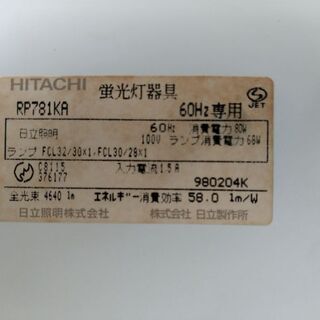 HITACHI 蛍光灯器具
RP781KA 60Hz専用
JET
日立照明 60Hz 消費電力 80W
100V ランプ消費電力 68W
ランプ FCL32/30×1,FCL30/28×1
C8115 入力電流 1.5A
376177
980204K
全光束 4640 lm エネルギー消費効率 58.0 lm/W
日立照明株式会社 株式会社 日立製作所